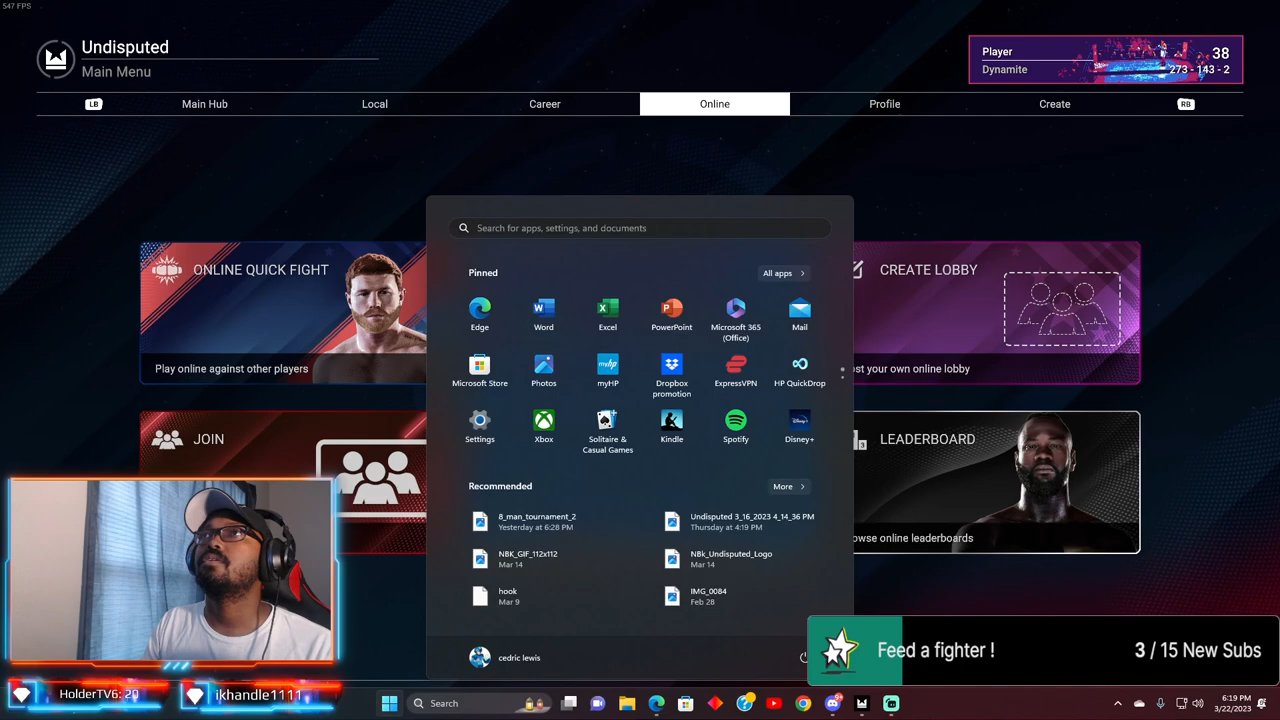 547 FPS
Undisputed
Main Menu
Player
38
Dynamite
273 - 143 - 2
LB
Main Hub
Local
Career
Online
Profile
Create
RB
ONLINE QUICK FIGHT
Play online against other players
CREATE LOBBY
ost your own online lobby
JOIN
LEADERBOARD
owse online leaderboards
Search for apps, settings, and documents
Pinned
All apps
Edge
Word
Excel
PowerPoint
Microsoft 365
(Office)
Mail
Microsoft Store
Photos
myHP
Dropbox
promotion
ExpressVPN
HP QuickDrop
Settings
Xbox
Solitaire &
Casual Games
Kindle
Spotify
Disney+
Recommended
More
8_man_tournament_2
Yesterday at 6:28 PM
Undisputed 3_16_2023 4_14_36 PM
Thursday at 4:19 PM
NBK_GIF_112x112
Mar 14
NBk_Undisputed_Logo
Mar 14
hook
Mar 9
IMG_0084
Feb 28
cedric lewis
Feed a fighter !
3 / 15 New Subs
HolderTV6: 20
ikhandle1111
Search
6:19 PM
3/22/2023